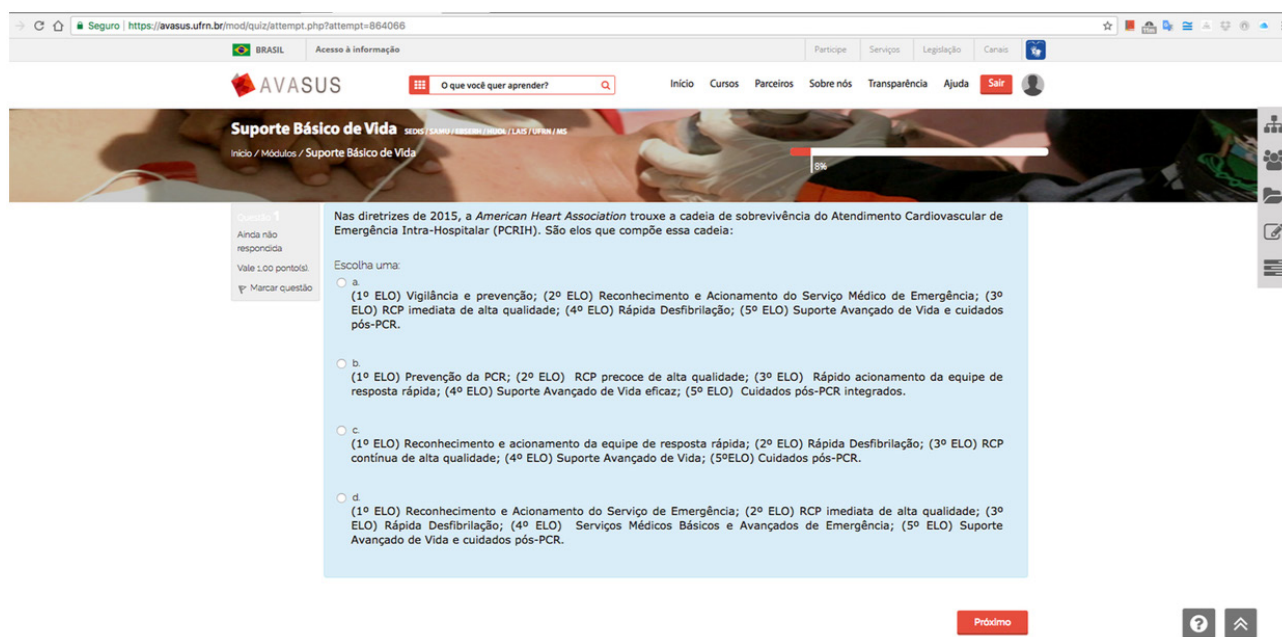 Seguro | https://avasus.ufrn.br/mod/quiz/attempt.php?attempt=864066
BRASIL Acesso à informação Participe Serviços Legislação Canais
AVASUS O que você quer aprender? Início Cursos Parceiros Sobre nós Transparência Ajuda Sair
Suporte Básico de Vida SEDIS / SAMU / EBSERH / HUOL / LAIS / UFRN / MS
Início / Módulos / Suporte Básico de Vida
8%
Questão 1
Ainda não
respondida
Vale 1,00 ponto(s).
Marcar questão
Nas diretrizes de 2015, a American Heart Association trouxe a cadeia de sobrevivência do Atendimento Cardiovascular de
Emergência Intra-Hospitalar (PCRIH). São elos que compõe essa cadeia:
Escolha uma:
a.
(1º ELO) Vigilância e prevenção; (2º ELO) Reconhecimento e Acionamento do Serviço Médico de Emergência; (3º
ELO) RCP imediata de alta qualidade; (4º ELO) Rápida Desfibrilação; (5º ELO) Suporte Avançado de Vida e cuidados
pós-PCR.
b.
(1º ELO) Prevenção da PCR; (2º ELO) RCP precoce de alta qualidade; (3º ELO) Rápido acionamento da equipe de
resposta rápida; (4º ELO) Suporte Avançado de Vida eficaz; (5º ELO) Cuidados pós-PCR integrados.
c.
(1º ELO) Reconhecimento e acionamento da equipe de resposta rápida; (2º ELO) Rápida Desfibrilação; (3º ELO) RCP
contínua de alta qualidade; (4º ELO) Suporte Avançado de Vida; (5ºELO) Cuidados pós-PCR.
d.
(1º ELO) Reconhecimento e Acionamento do Serviço de Emergência; (2º ELO) RCP imediata de alta qualidade; (3º
ELO) Rápida Desfibrilação; (4º ELO) Serviços Médicos Básicos e Avançados de Emergência; (5º ELO) Suporte
Avançado de Vida e cuidados pós-PCR.
Próximo